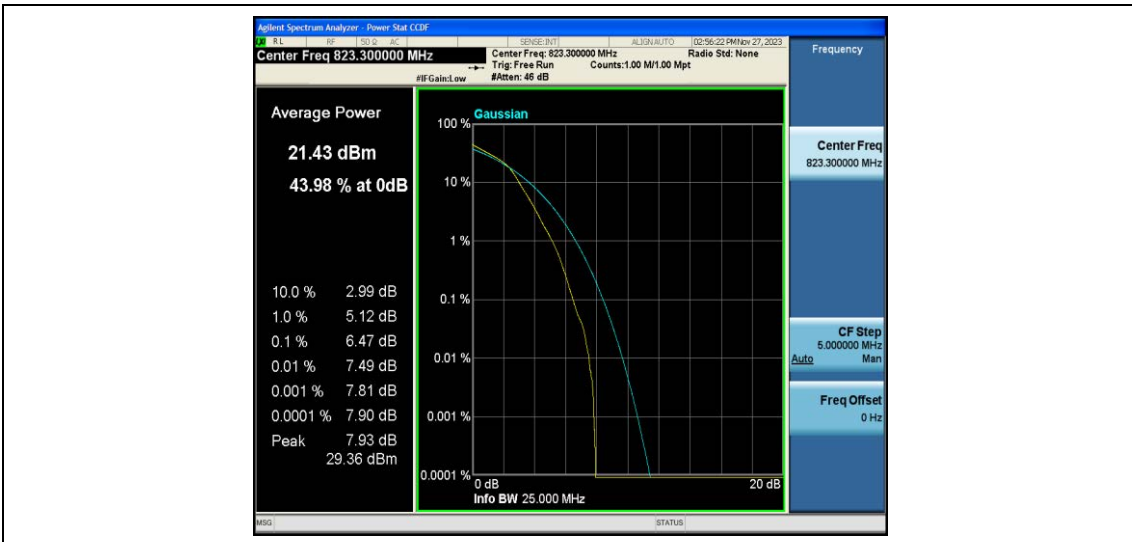 Agilent Spectrum Analyzer - Power Stat CCDF
RL RF 50 Ω AC SENSE:INT ALIGNAUTO 02:56:22 PMNov 27, 2023
Center Freq 823.300000 MHz
Center Freq: 823.300000 MHz Radio Std: None
Trig: Free Run Counts:1.00 M/1.00 Mpt
#IFGain:Low #Atten: 46 dB
Frequency
Average Power
21.43 dBm
43.98 % at 0dB
10.0 % 2.99 dB
1.0 % 5.12 dB
0.1 % 6.47 dB
0.01 % 7.49 dB
0.001 % 7.81 dB
0.0001 % 7.90 dB
Peak 7.93 dB
29.36 dBm
Gaussian
100 %
10 %
1 %
0.1 %
0.01 %
0.001 %
0.0001 %
0 dB 20 dB
Info BW 25.000 MHz
Center Freq
823.300000 MHz
CF Step
5.000000 MHz
Auto Man
Freq Offset
0 Hz
MSG STATUS